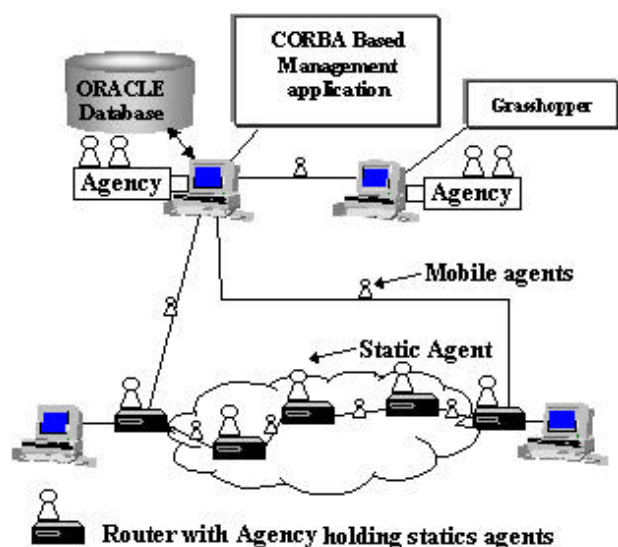 CORBA Based
Management
application
ORACLE
Database
Grasshopper
Agency
Agency
Mobile agents
Static Agent
Router with Agency holding statics agents